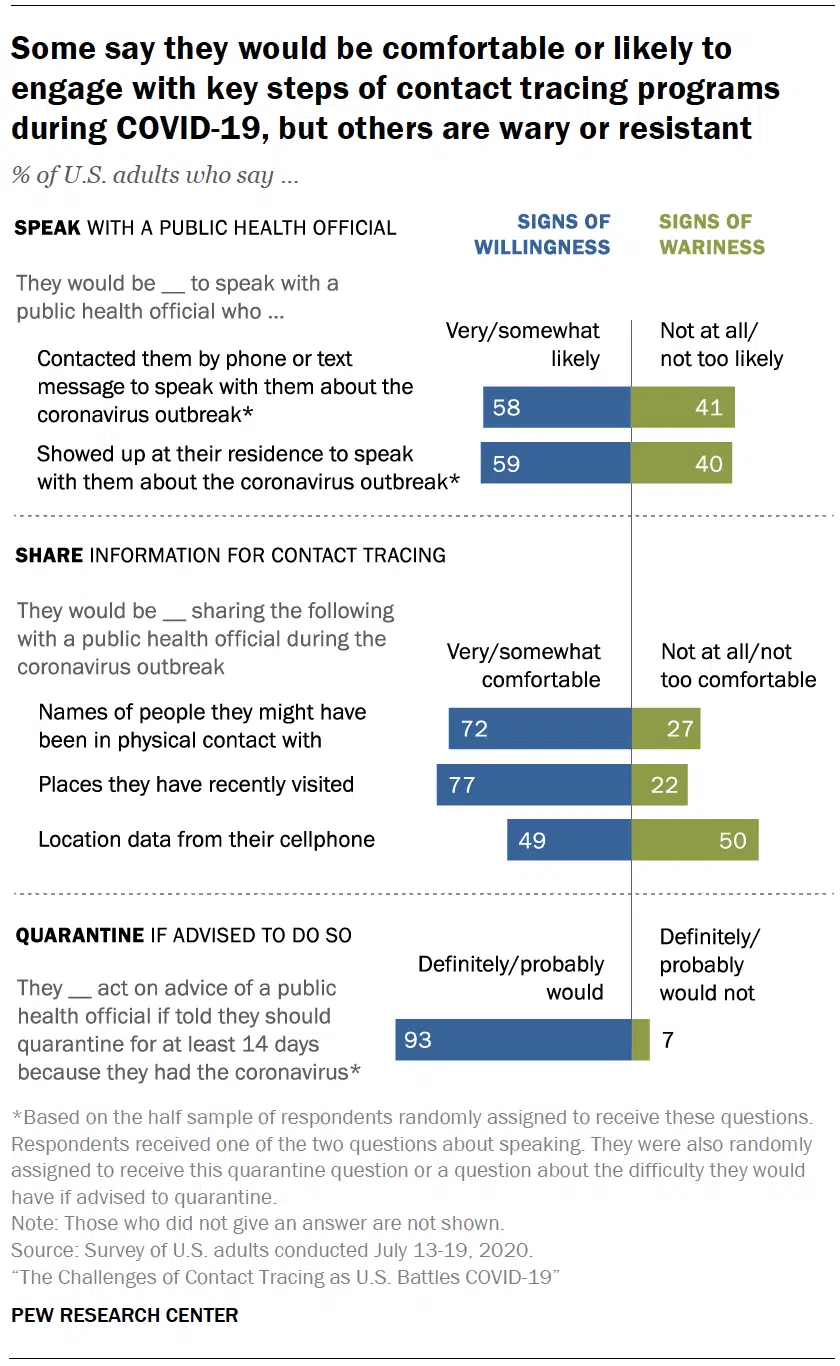 Some say they would be comfortable or likely to
engage with key steps of contact tracing programs
during COVID-19, but others are wary or resistant
% of U.S. adults who say ...
SPEAK WITH A PUBLIC HEALTH OFFICIAL
SIGNS OF
WILLINGNESS
SIGNS OF
WARINESS
They would be __ to speak with a
public health official who ...
Very/somewhat
likely
Not at all/
not too likely
Contacted them by phone or text
message to speak with them about the
coronavirus outbreak*
58
41
Showed up at their residence to speak
with them about the coronavirus outbreak*
59
40
SHARE INFORMATION FOR CONTACT TRACING
They would be __ sharing the following
with a public health official during the
coronavirus outbreak
Very/somewhat
comfortable
Not at all/not
too comfortable
Names of people they might have
been in physical contact with
72
27
Places they have recently visited
77
22
Location data from their cellphone
49
50
QUARANTINE IF ADVISED TO DO SO
Definitely/probably
would
Definitely/
probably
would not
They __ act on advice of a public
health official if told they should
quarantine for at least 14 days
because they had the coronavirus*
93
7
*Based on the half sample of respondents randomly assigned to receive these questions.
Respondents received one of the two questions about speaking. They were also randomly
assigned to receive this quarantine question or a question about the difficulty they would
have if advised to quarantine.
Note: Those who did not give an answer are not shown.
Source: Survey of U.S. adults conducted July 13-19, 2020.
“The Challenges of Contact Tracing as U.S. Battles COVID-19”
PEW RESEARCH CENTER